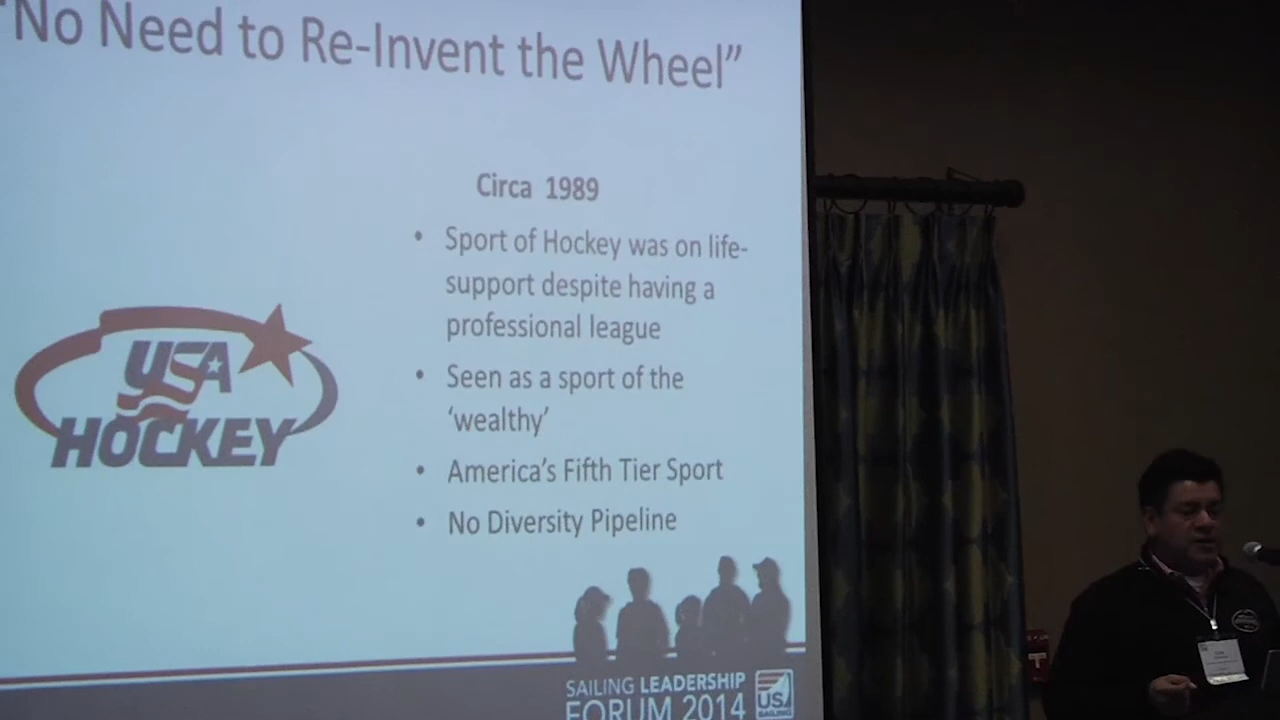 "No Need to Re-Invent the Wheel"
Circa 1989
• Sport of Hockey was on life-
support despite having a
professional league
• Seen as a sport of the
‘wealthy’
• America’s Fifth Tier Sport
• No Diversity Pipeline
USA
HOCKEY
SAILING LEADERSHIP
FORUM 2014
US
SAILING